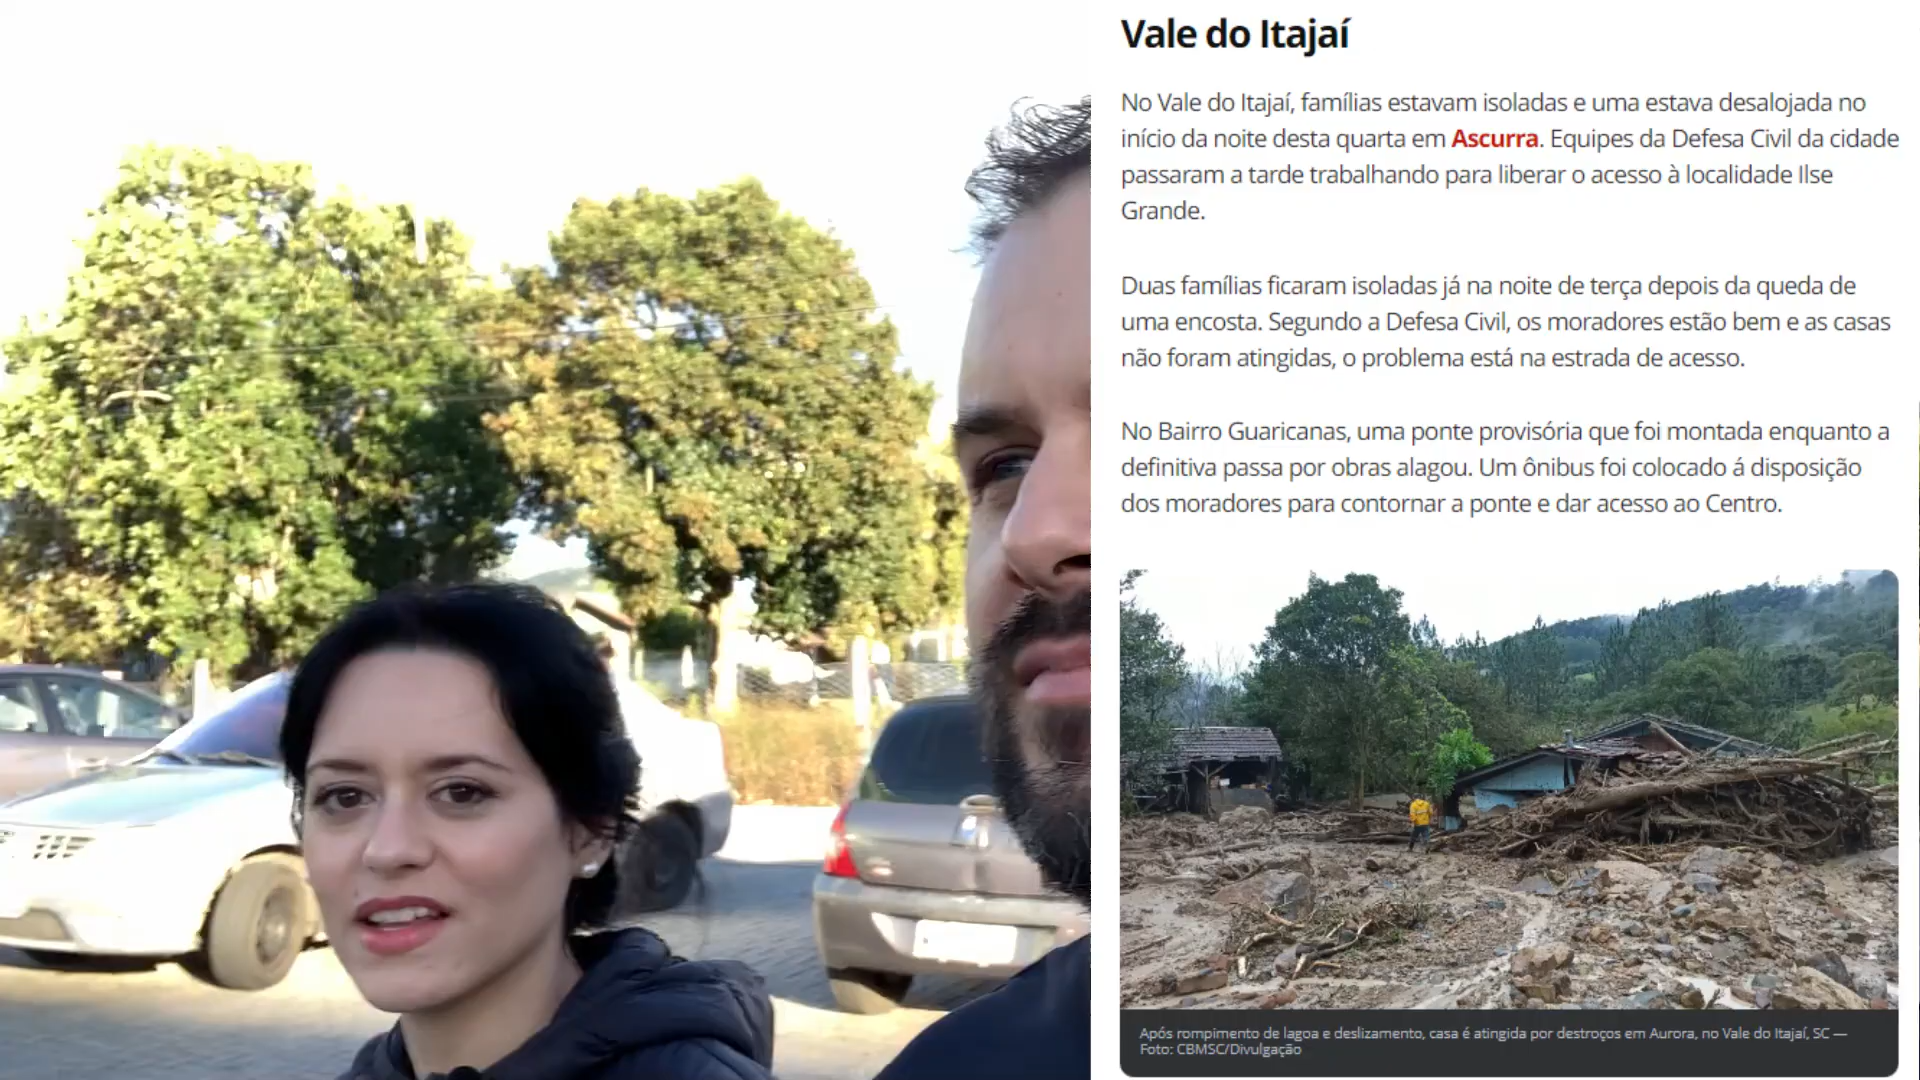 Vale do Itajaí
No Vale do Itajaí, famílias estavam isoladas e uma estava desalojada no
início da noite desta quarta em Ascurra. Equipes da Defesa Civil da cidade
passaram a tarde trabalhando para liberar o acesso à localidade Ilse
Grande.
Duas famílias ficaram isoladas já na noite de terça depois da queda de
uma encosta. Segundo a Defesa Civil, os moradores estão bem e as casas
não foram atingidas, o problema está na estrada de acesso.
No Bairro Guaricanas, uma ponte provisória que foi montada enquanto a
definitiva passa por obras alagou. Um ônibus foi colocado á disposição
dos moradores para contornar a ponte e dar acesso ao Centro.
Após rompimento de lagoa e deslizamento, casa é atingida por destroços em Aurora, no Vale do Itajaí, SC —
Foto: CBMSC/Divulgação